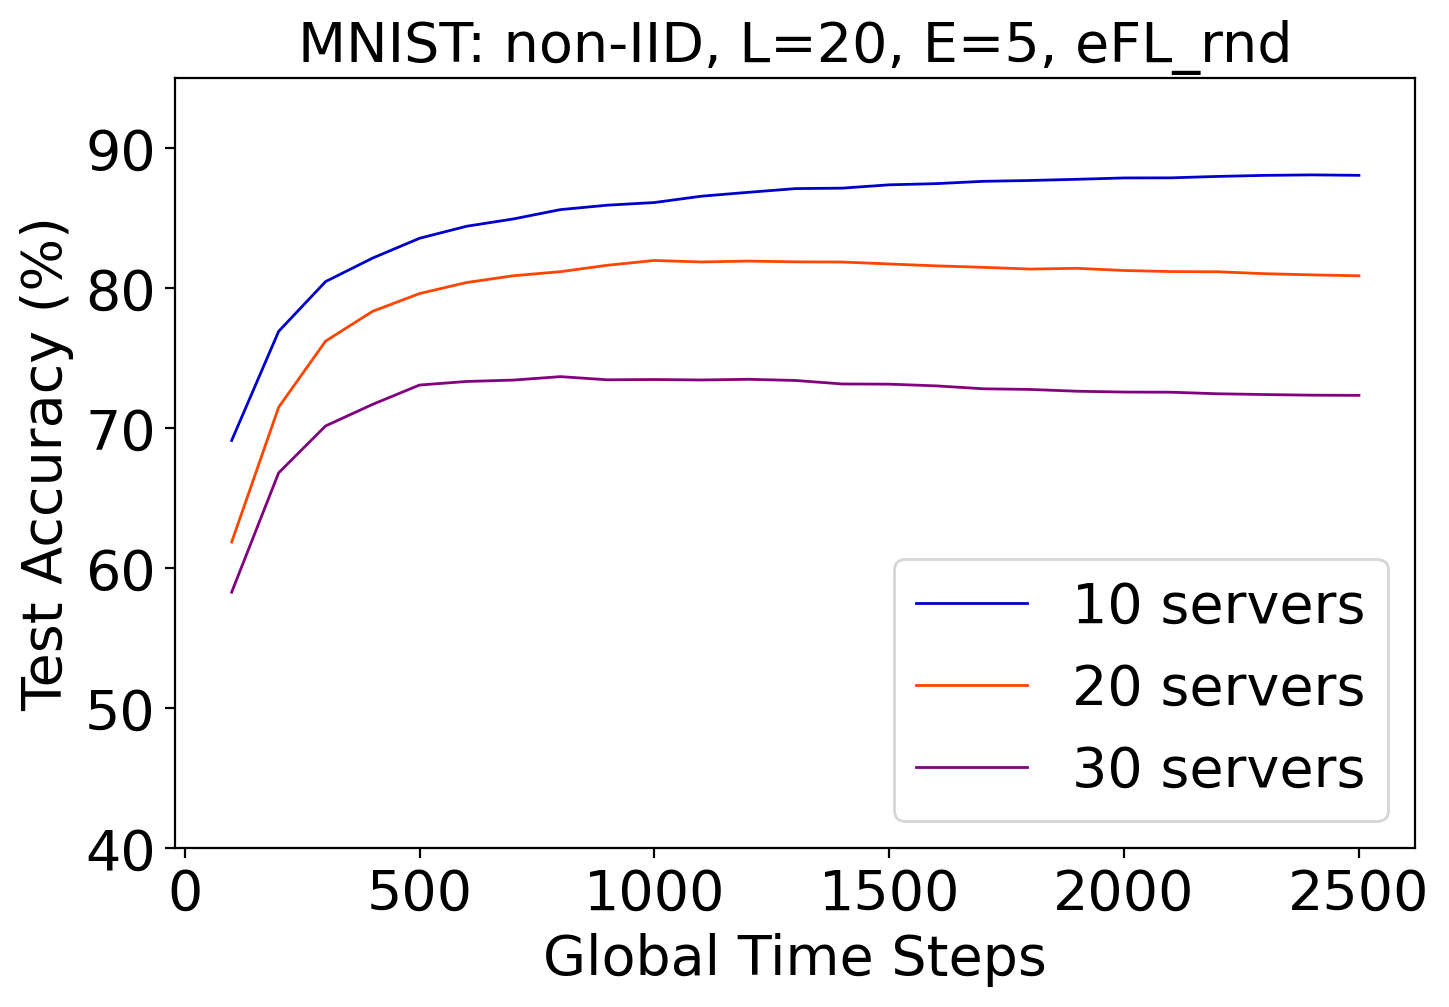 MNIST: non-IID, L=20, E=5, eFL_rnd
Test Accuracy (%)
90
80
70
60
50
40
10 servers
20 servers
30 servers
0 500 1000 1500 2000 2500
Global Time Steps